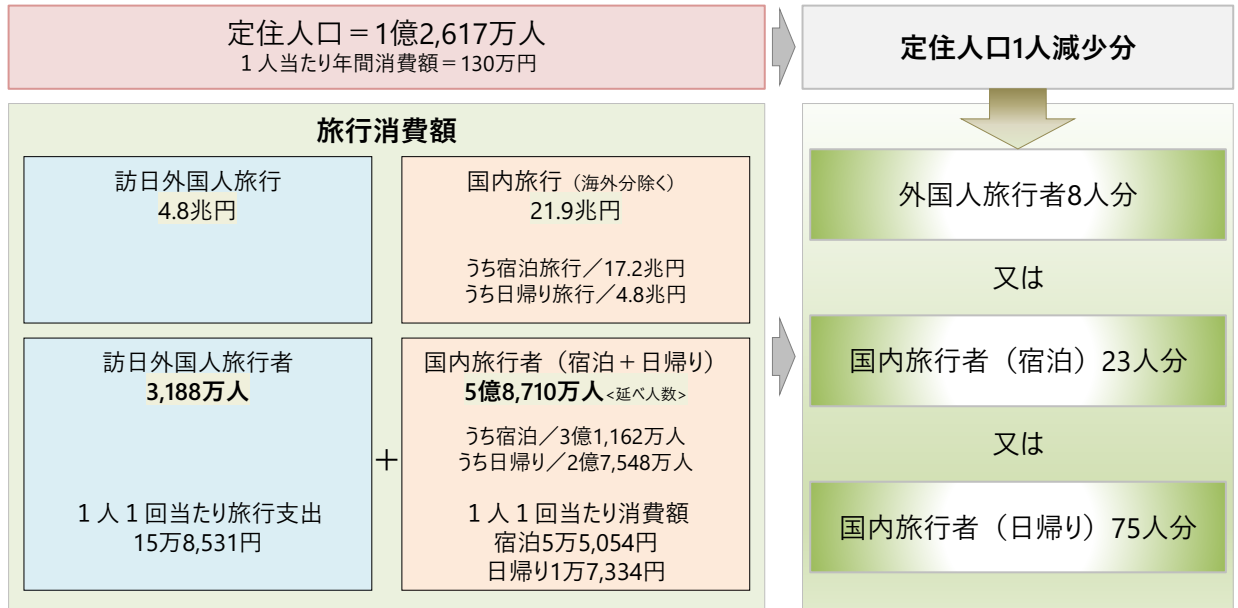 定住人口＝1億2,617万人
１人当たり年間消費額＝130万円
定住人口1人減少分
旅行消費額
訪日外国人旅行
4.8兆円
国内旅行（海外分除く）
21.9兆円
うち宿泊旅行／17.2兆円
うち日帰り旅行／4.8兆円
訪日外国人旅行者
3,188万人
１人１回当たり旅行支出
15万8,531円
＋
国内旅行者（宿泊＋日帰り）
5億8,710万人<延べ人数>
うち宿泊／3億1,162万人
うち日帰り／2億7,548万人
１人１回当たり消費額
宿泊5万5,054円
日帰り1万7,334円
外国人旅行者8人分
又は
国内旅行者（宿泊）23人分
又は
国内旅行者（日帰り）75人分